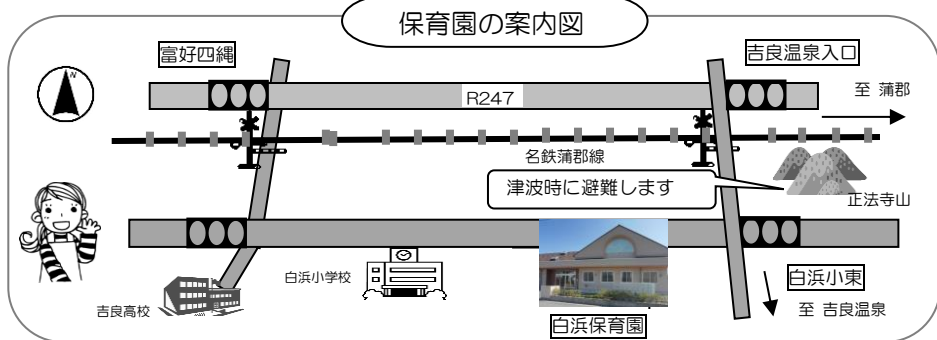 保育園の案内図
富好四縄
吉良温泉入口
N
R247
至 蒲郡
名鉄蒲郡線
津波時に避難します
正法寺山
白浜小学校
吉良高校
白浜保育園
白浜小東
至 吉良温泉